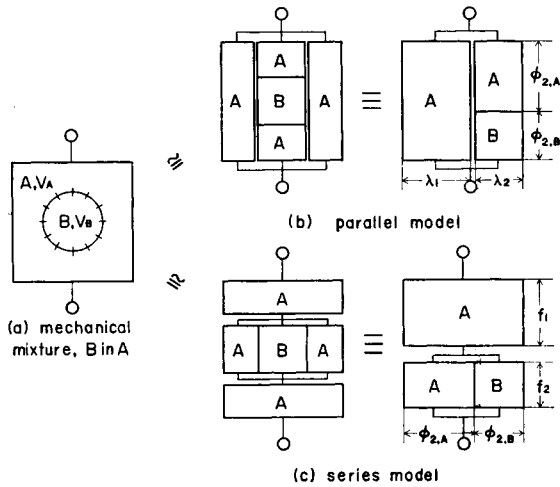 A
A
B
A
A
≡
A
A
B
ϕ2,A
ϕ2,B
λ1
λ2
(b) parallel model
A,VA
B,VB
(a) mechanical
mixture, B in A
A
A
B
A
A
≡
A
A
B
f1
f2
ϕ2,A
ϕ2,B
(c) series model